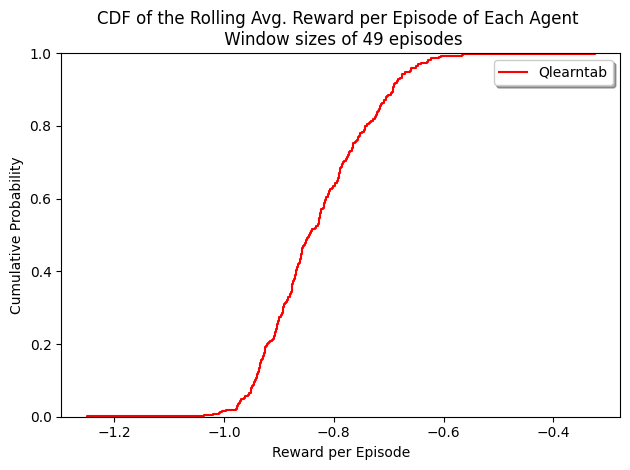 CDF of the Rolling Avg. Reward per Episode of Each Agent
Window sizes of 49 episodes
Qlearntab
1.0
0.8
0.6
0.4
0.2
0.0
Cumulative Probability
−1.2
−1.0
−0.8
−0.6
−0.4
Reward per Episode